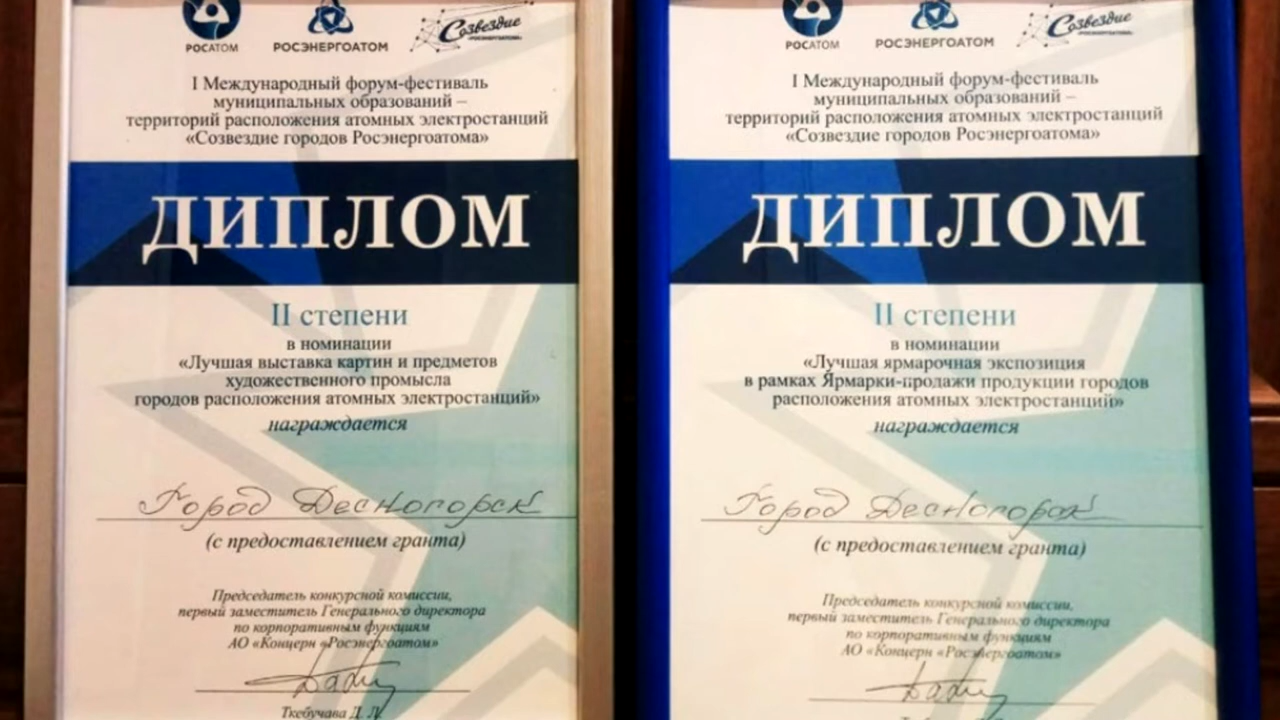 РОСАТОМ
РОСЭНЕРГОАТОМ
Созвездие
«РОСЭНЕРГОАТОМА»
I Международный форум-фестиваль
муниципальных образований –
территорий расположения атомных электростанций
«Созвездие городов Росэнергоатома»
ДИПЛОМ
II степени
в номинации
«Лучшая выставка картин и предметов
художественного промысла
городов расположения атомных электростанций»
награждается
Город Десногорск
(с предоставлением гранта)
Председатель конкурсной комиссии,
первый заместитель Генерального директора
по корпоративным функциям
АО «Концерн «Росэнергоатом»
Ткебучава Д. Л.
РОСАТОМ
РОСЭНЕРГОАТОМ
Созвездие
«РОСЭНЕРГОАТОМА»
I Международный форум-фестиваль
муниципальных образований –
территорий расположения атомных электростанций
«Созвездие городов Росэнергоатома»
ДИПЛОМ
II степени
в номинации
«Лучшая ярмарочная экспозиция
в рамках Ярмарки-продажи продукции городов
расположения атомных электростанций»
награждается
Город Десногорск
(с предоставлением гранта)
Председатель конкурсной комиссии,
первый заместитель Генерального директора
по корпоративным функциям
АО «Концерн «Росэнергоатом»